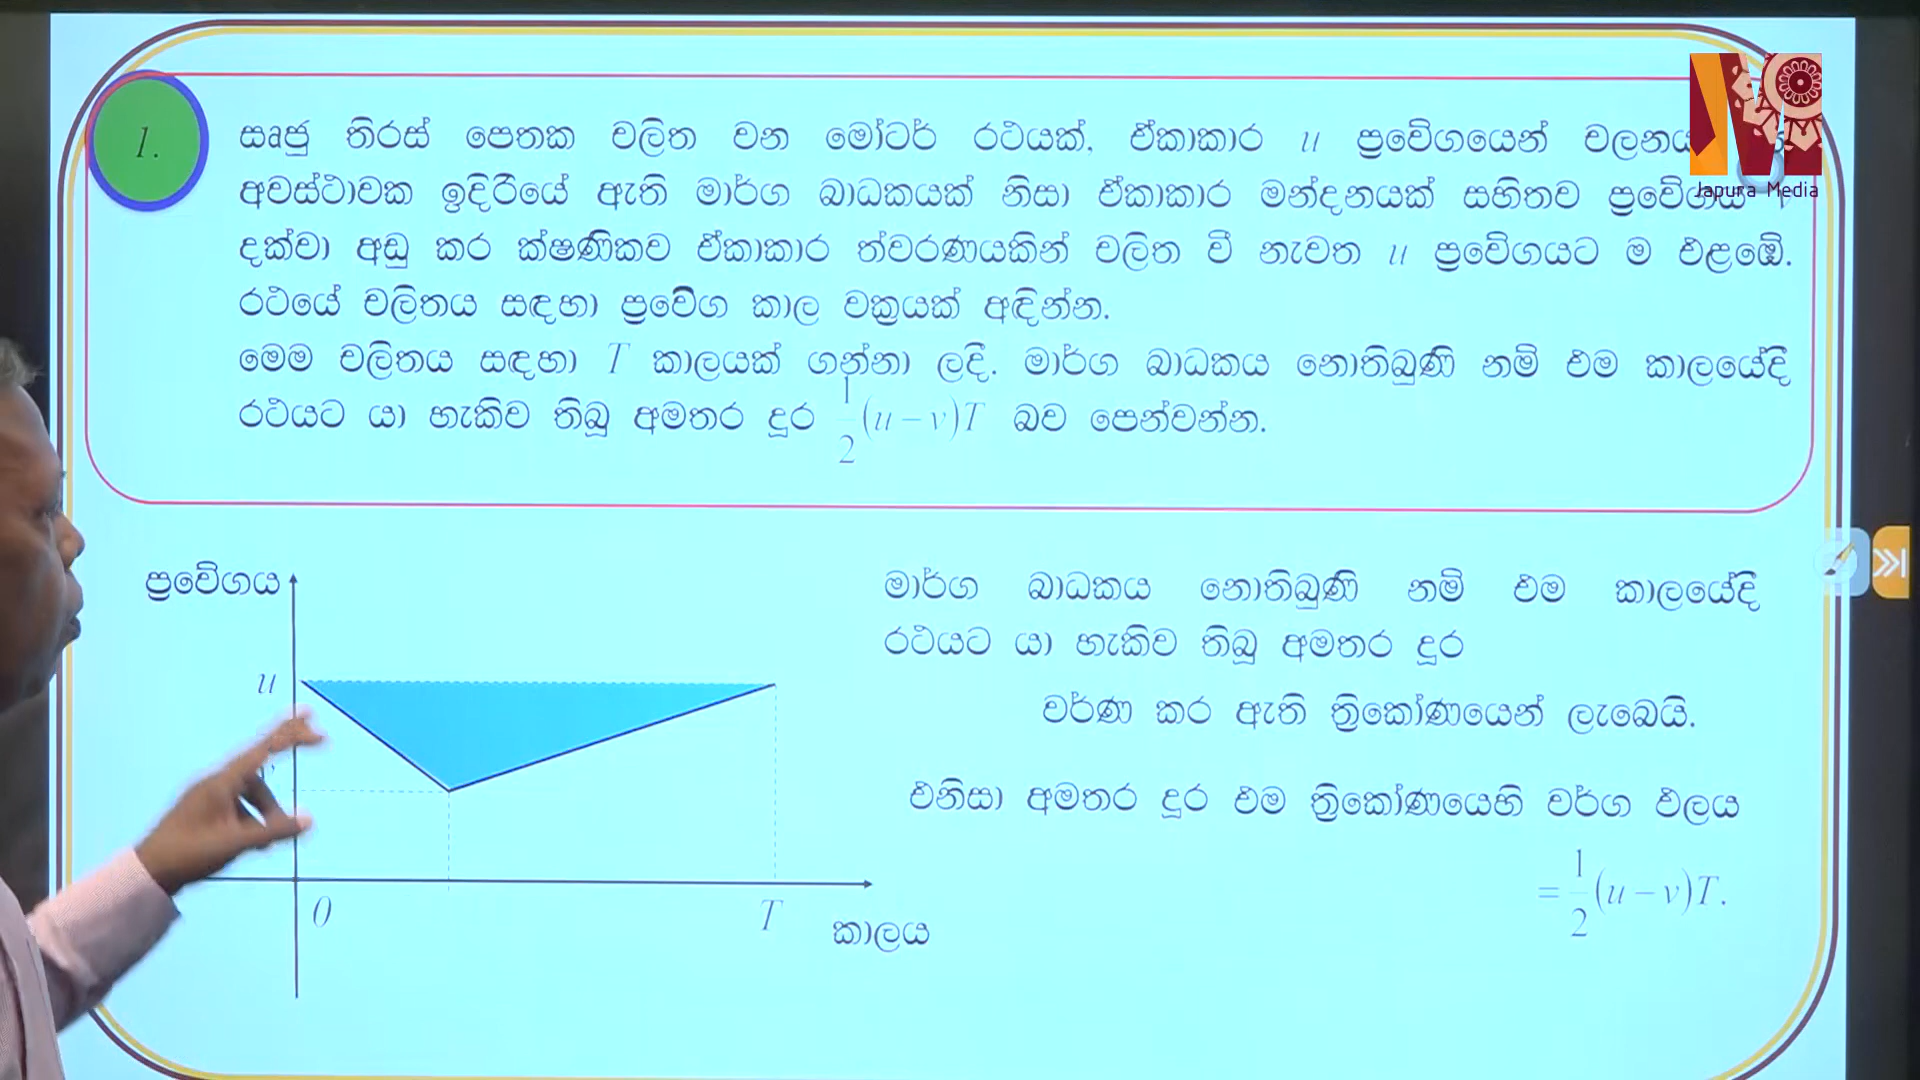 1.
සෘජු තිරස් පෙතක චලිත වන මෝටර් රථයක්, ඒකාකාර u ප්‍රවේගයෙන්
අවස්ථාවක ඉදිරියේ ඇති මාර්ග බාධකයක් නිසා ඒකාකාර මන්දනයක් සහිතව
දක්වා අඩු කර ක්ෂණිකව ඒකාකාර ත්වරණයකින් චලිත වී නැවත u ප්‍රවේගයට ම එළඹේ.
රථයේ චලිතය සඳහා ප්‍රවේග කාල වක්‍රයක් අඳින්න.
මෙම චලිතය සඳහා T කාලයක් ගන්නා ලදී. මාර්ග බාධකය නොතිබුණි නම් එම කාලයේදී
රථයට යා හැකිව තිබූ අමතර දුර 1/2 (u – v)T බව පෙන්වන්න.
Japura Media
ප්‍රවේගය
u
0
T
කාලය
මාර්ග බාධකය නොතිබුණි නම් එම කාලයේදී
රථයට යා හැකිව තිබූ අමතර දුර
වර්ණ කර ඇති ත්‍රිකෝණයෙන් ලැබෙයි.
එනිසා අමතර දුර එම ත්‍රිකෝණයෙහි වර්ග ඵලය
= 1/2 (u – v)T.